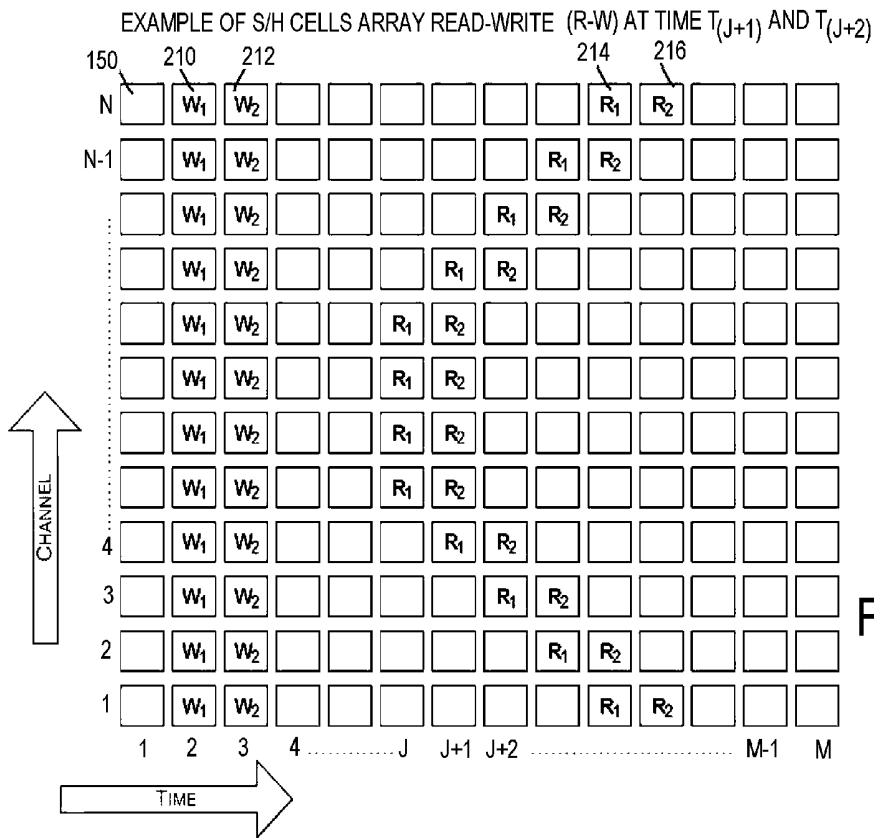 EXAMPLE OF S/H CELLS ARRAY READ-WRITE (R-W) AT TIME T(J+1) AND T(J+2)
150 210 212 214 216
N W₁ W₂ R₁ R₂
N-1 W₁ W₂ R₁ R₂
W₁ W₂ R₁ R₂
W₁ W₂ R₁ R₂
W₁ W₂ R₁ R₂
W₁ W₂ R₁ R₂
W₁ W₂ R₁ R₂
W₁ W₂ R₁ R₂
4 W₁ W₂ R₁ R₂
3 W₁ W₂ R₁ R₂
2 W₁ W₂ R₁ R₂
1 W₁ W₂ R₁ R₂
1 2 3 4 ........ J J+1 J+2 ........ M-1 M
CHANNEL
TIME
F